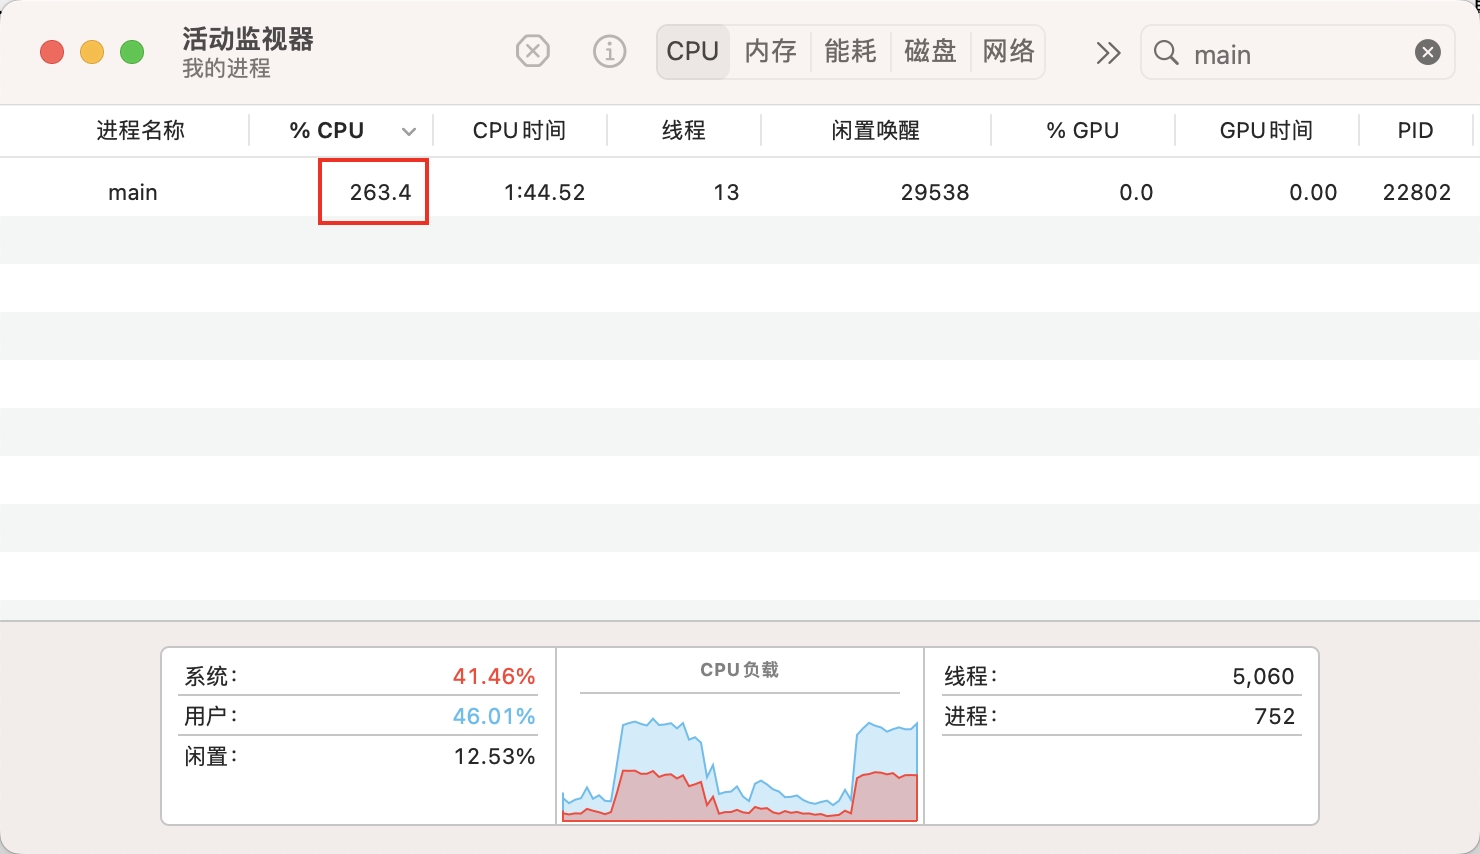 活动监视器
我的进程
CPU 内存 能耗 磁盘 网络 main
进程名称 % CPU CPU时间 线程 闲置唤醒 % GPU GPU时间 PID
main 263.4 1:44.52 13 29538 0.0 0.00 22802
系统： 41.46%
用户： 46.01%
闲置： 12.53%
CPU负载
线程： 5,060
进程： 752